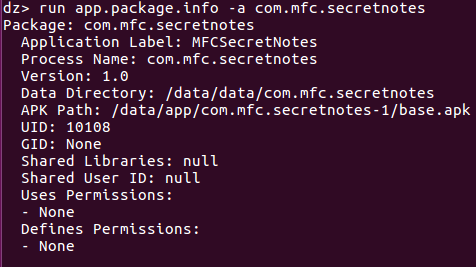 dz> run app.package.info -a com.mfc.secretnotes
Package: com.mfc.secretnotes
  Application Label: MFCSecretNotes
  Process Name: com.mfc.secretnotes
  Version: 1.0
  Data Directory: /data/data/com.mfc.secretnotes
  APK Path: /data/app/com.mfc.secretnotes-1/base.apk
  UID: 10108
  GID: None
  Shared Libraries: null
  Shared User ID: null
  Uses Permissions:
  - None
  Defines Permissions:
  - None